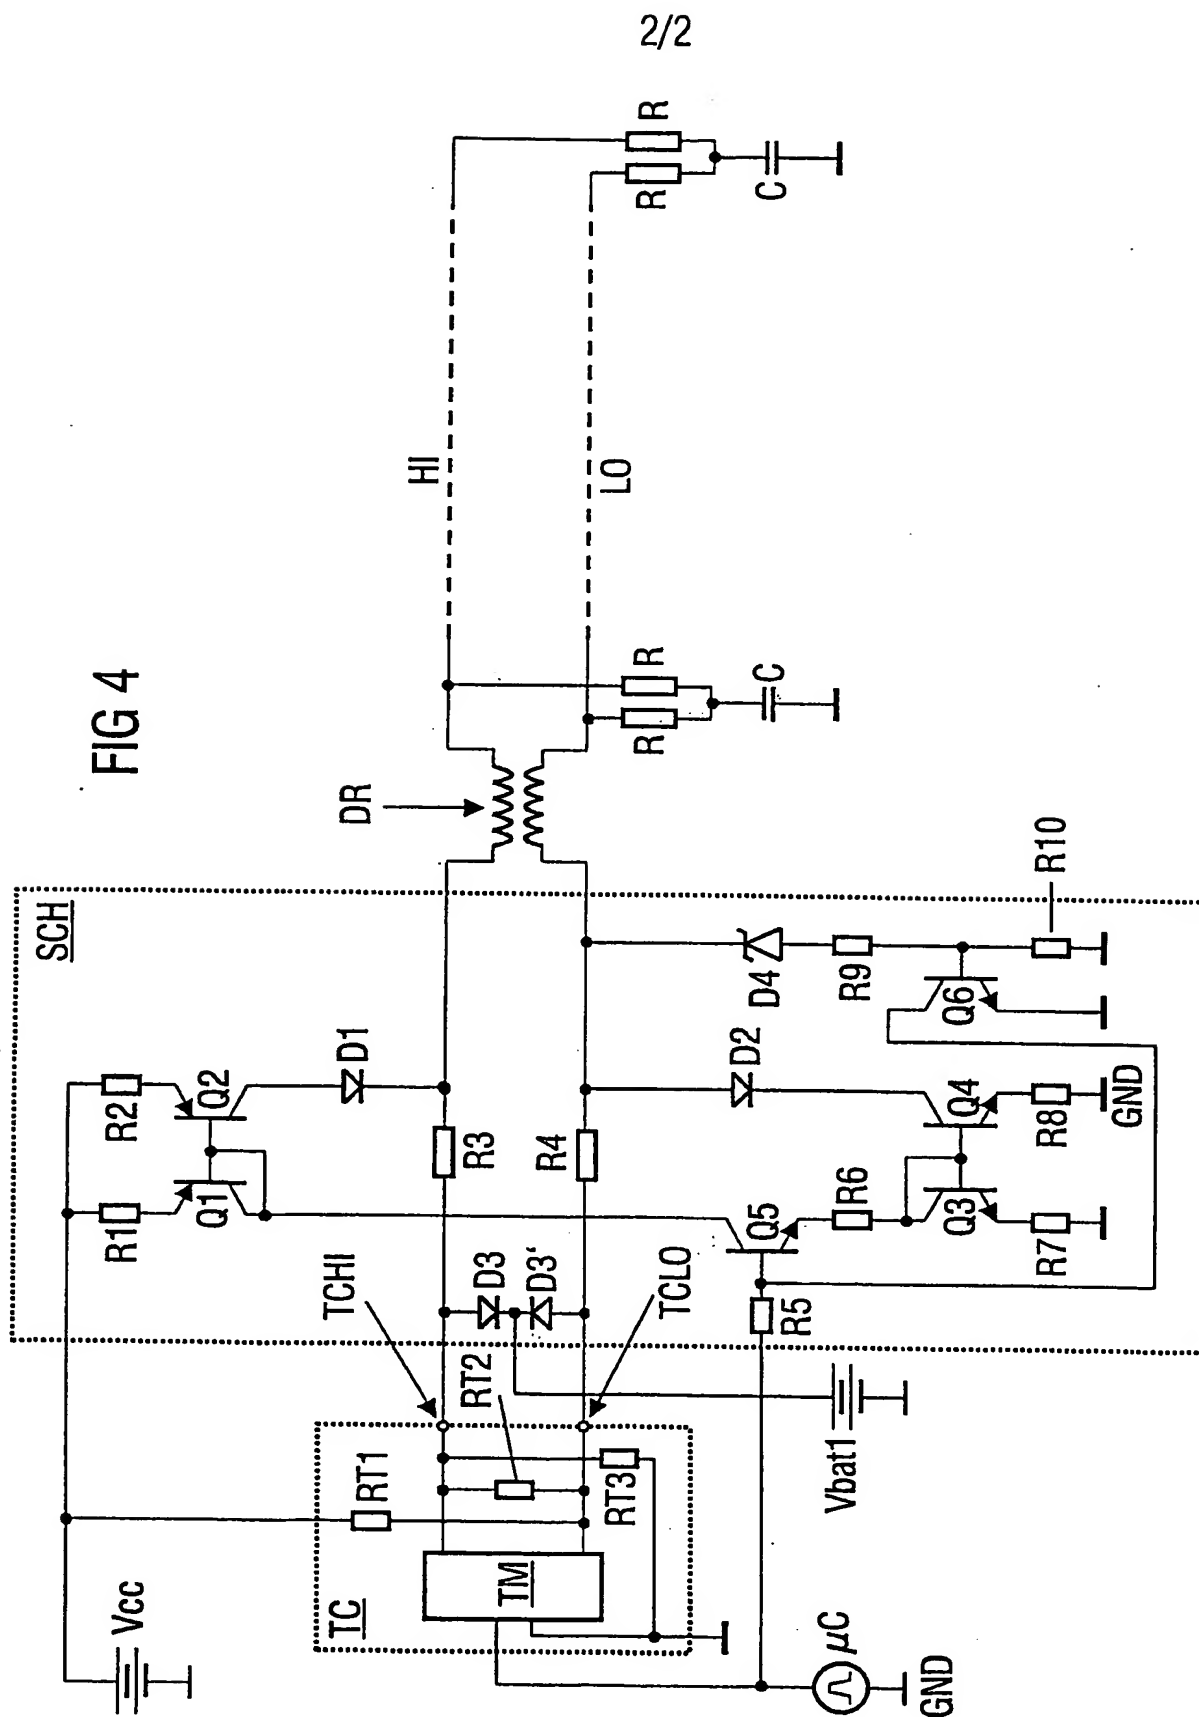 2/2
FIG 4
SCH
Vcc
R1
R2
Q1
Q2
D1
DR
HI
LO
R
R
C
R
R
C
TC
TM
RT1
RT2
RT3
TCHI
TCLO
D3
D3'
R3
R4
Vbat1
R5
Q5
R6
Q3
Q4
R7
R8
GND
D2
D4
R9
Q6
R10
µC
GND